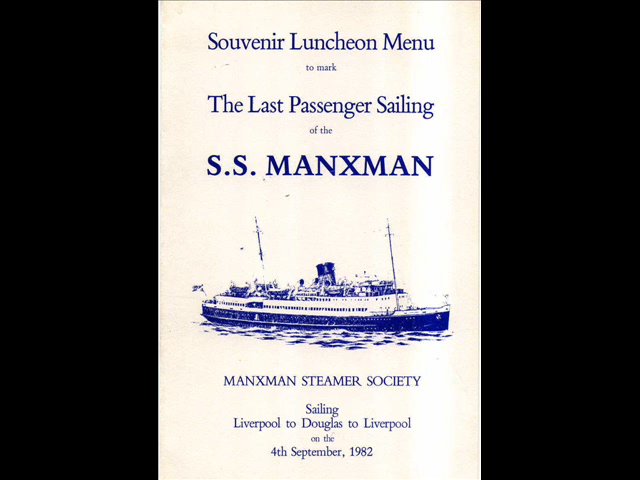 Souvenir Luncheon Menu
to mark
The Last Passenger Sailing
of the
S.S. MANXMAN
MANXMAN STEAMER SOCIETY
Sailing
Liverpool to Douglas to Liverpool
on the
4th September, 1982